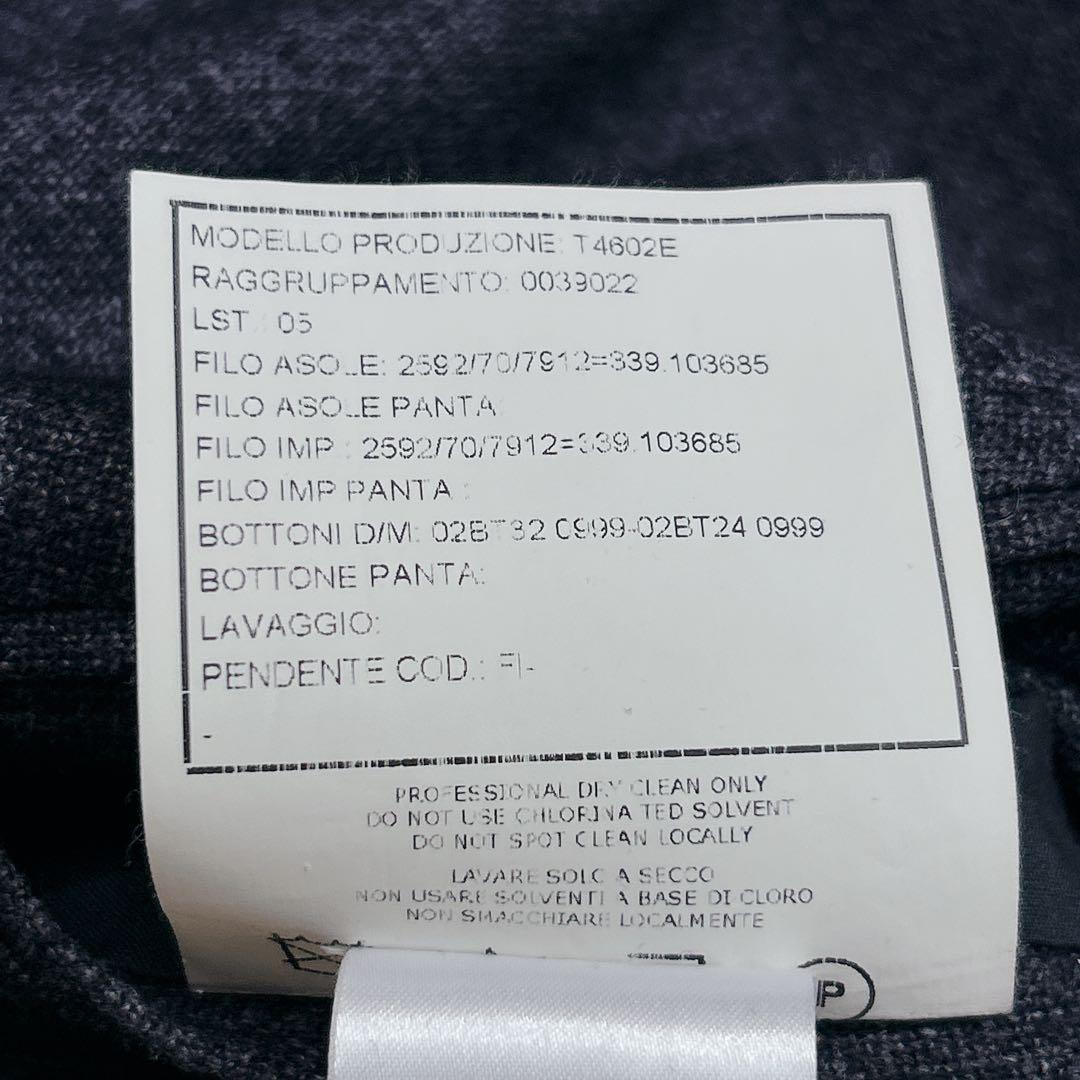 MODELLO PRODUZIONE: T4602E
RAGGRUPPAMENTO: 0039022
LST.: 05
FILO ASOLE: 2592/70/7912=339.103685
FILO ASOLE PANTA
FILO IMP.: 2592/70/7912=339.103685
FILO IMP PANTA :
BOTTONI D/M: 02BT32 0999-02BT24 0999
BOTTONE PANTA:
LAVAGGIO:
PENDENTE COD.: FI-
-
PROFESSIONAL DRY CLEAN ONLY
DO NOT USE CHLORINATED SOLVENT
DO NOT SPOT CLEAN LOCALLY
LAVARE SOLO A SECCO
NON USARE SOLVENTI A BASE DI CLORO
NON SMACCHIARE LOCALMENTE
P